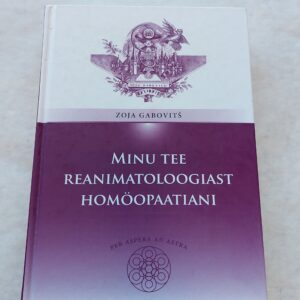 ZOJA GABOVITŠ
MINU TEE
REANIMATOLOOGIAST
HOMÖOPAATIANI
PER ASPERA AD ASTRA